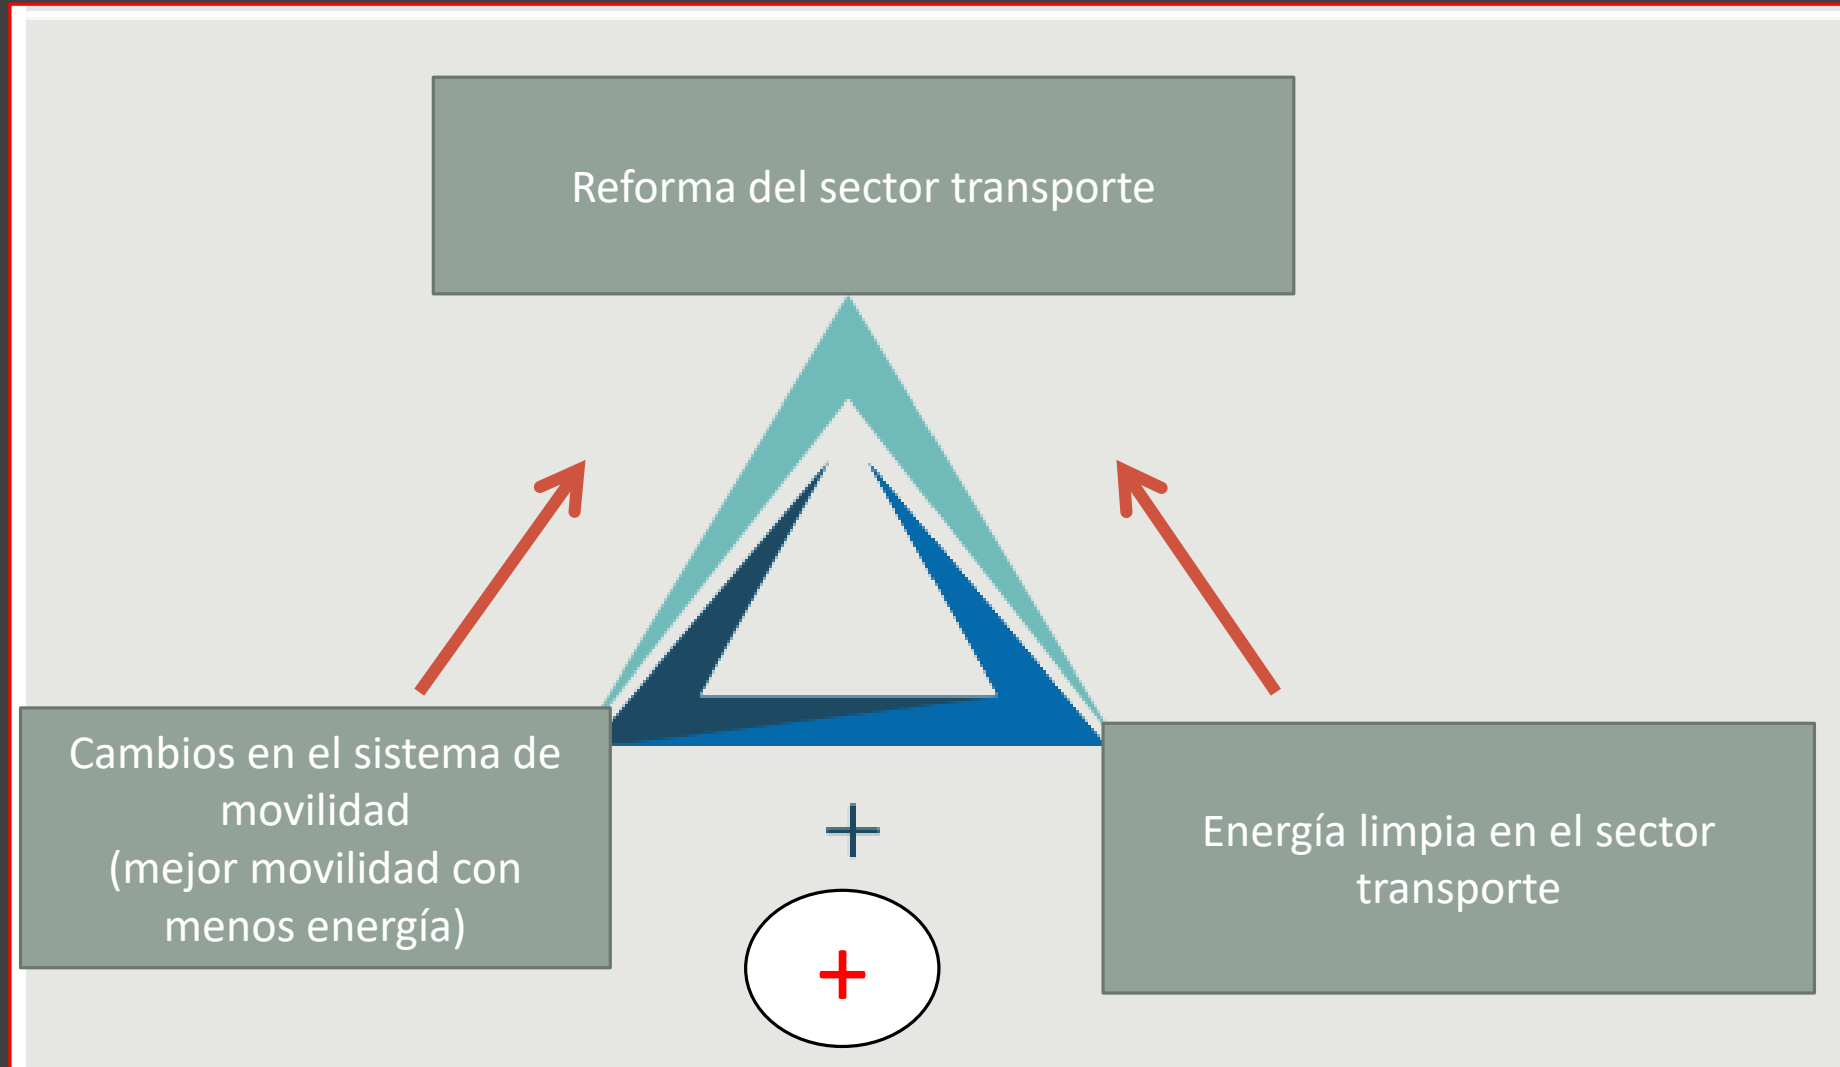 Reforma del sector transporte
Cambios en el sistema de
movilidad
(mejor movilidad con
menos energía)
Energía limpia en el sector
transporte
+
+